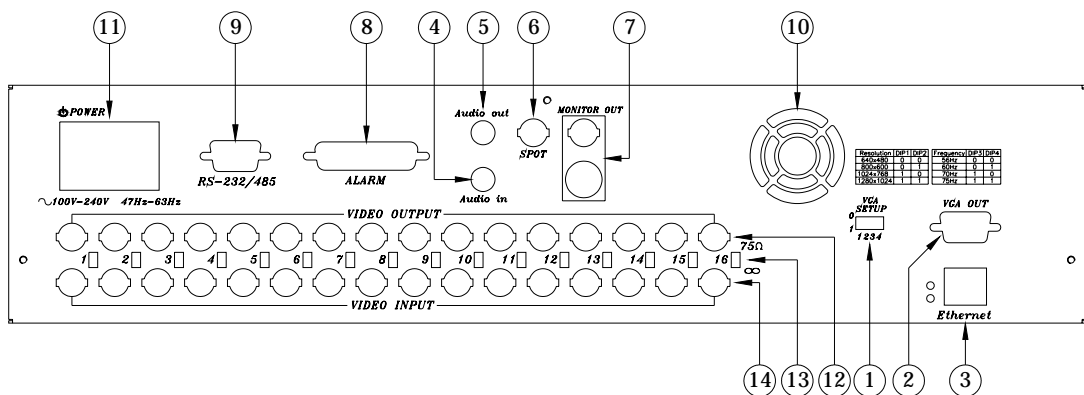 11 9 8 4 5 6 7 10
POWER
Audio out
MONITOR OUT
SPOT
RS-232/485
ALARM
Audio in
100V-240V 47Hz-63Hz
Resolution DIP1 DIP2 Frequency DIP3 DIP4
640x480 0 0 56Hz 0 0
800x600 0 1 60Hz 0 1
1024x768 1 0 70Hz 1 0
1280x1024 1 1 75Hz 1 1
VGA SETUP
0
1
1234
VGA OUT
VIDEO OUTPUT
75Ω
1 2 3 4 5 6 7 8 9 10 11 12 13 14 15 16
∞
VIDEO INPUT
Ethernet
14 13 12 1 2 3